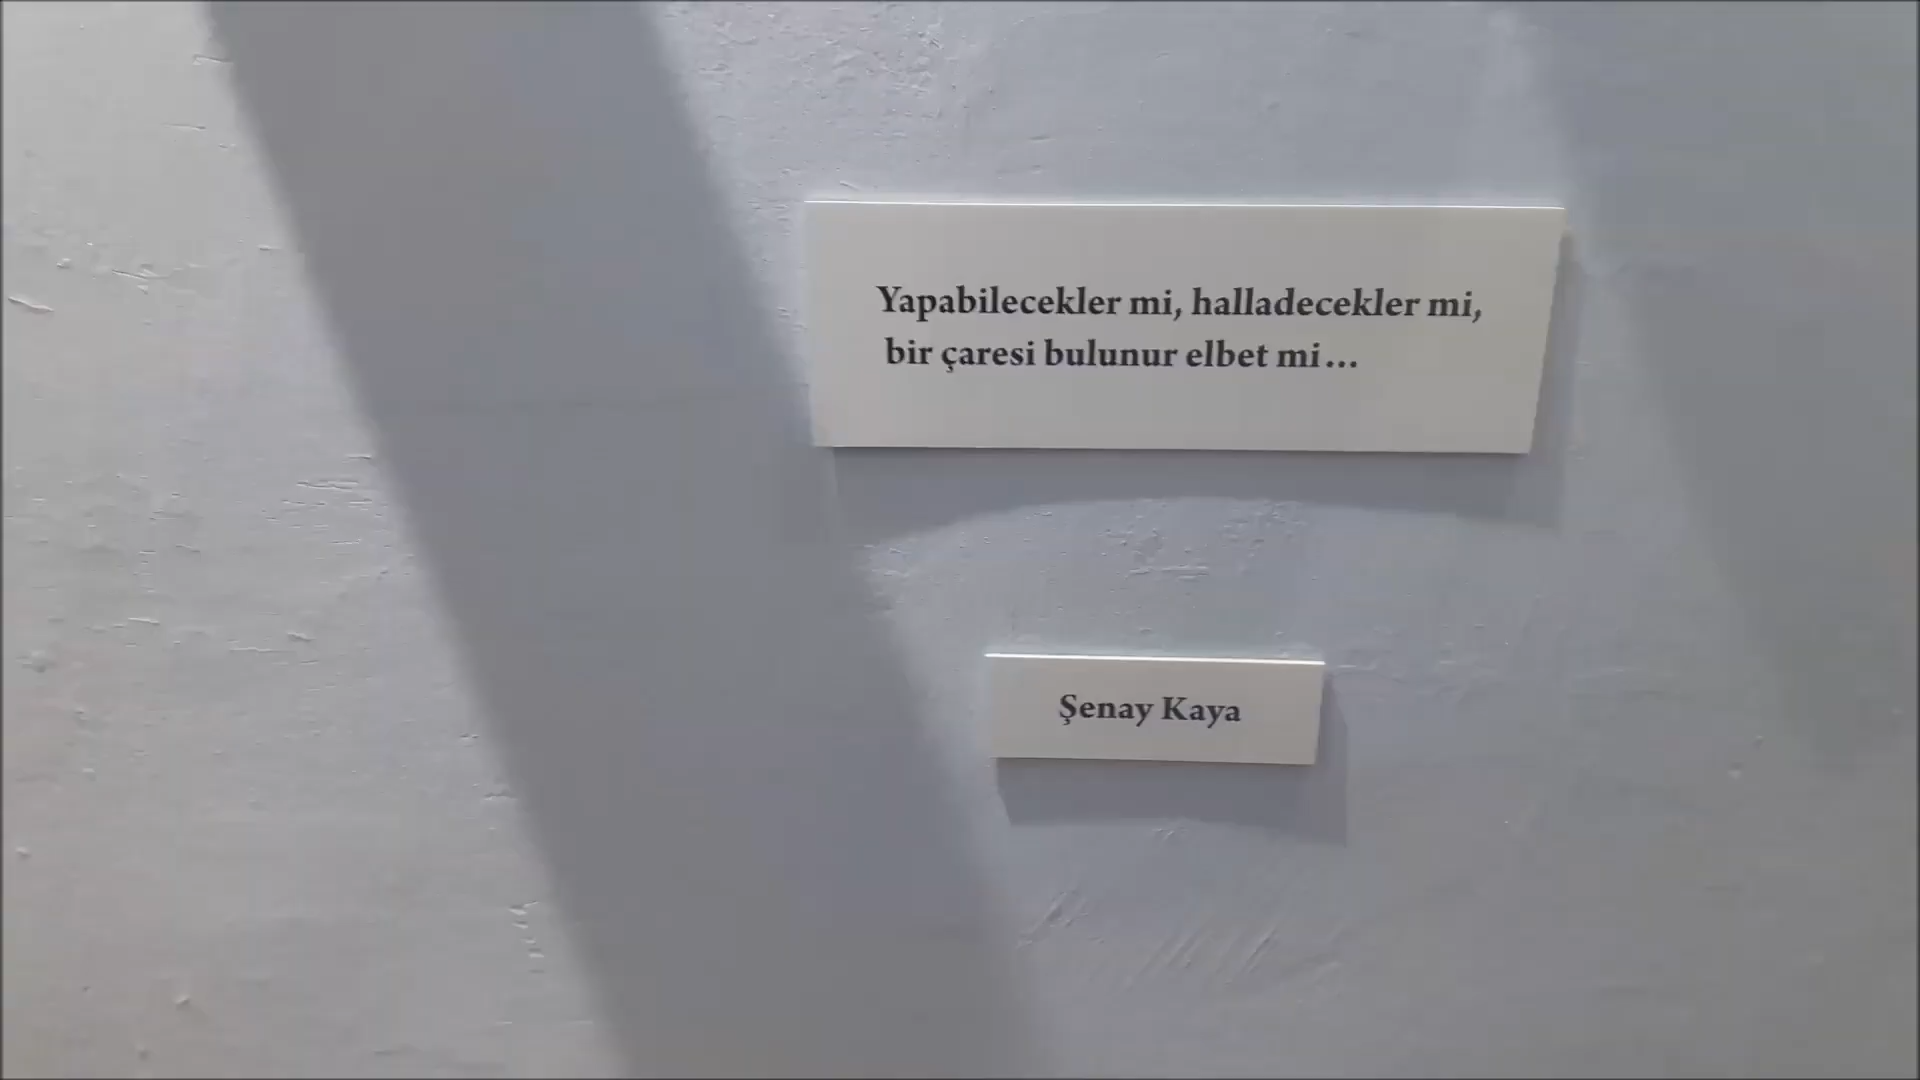 Yapabilecekler mi, halladecekler mi,
bir çaresi bulunur elbet mi...
Şenay Kaya